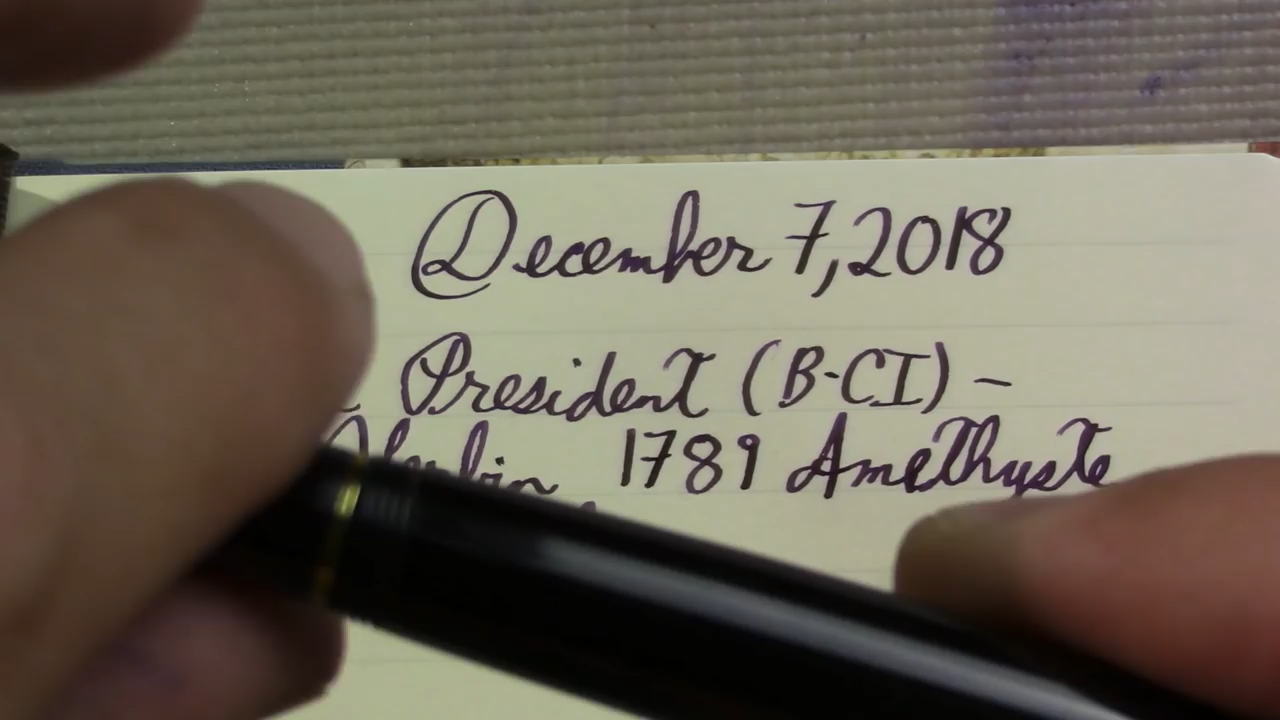 December 7, 2018
President (B-CI) -
1789 Amethyste